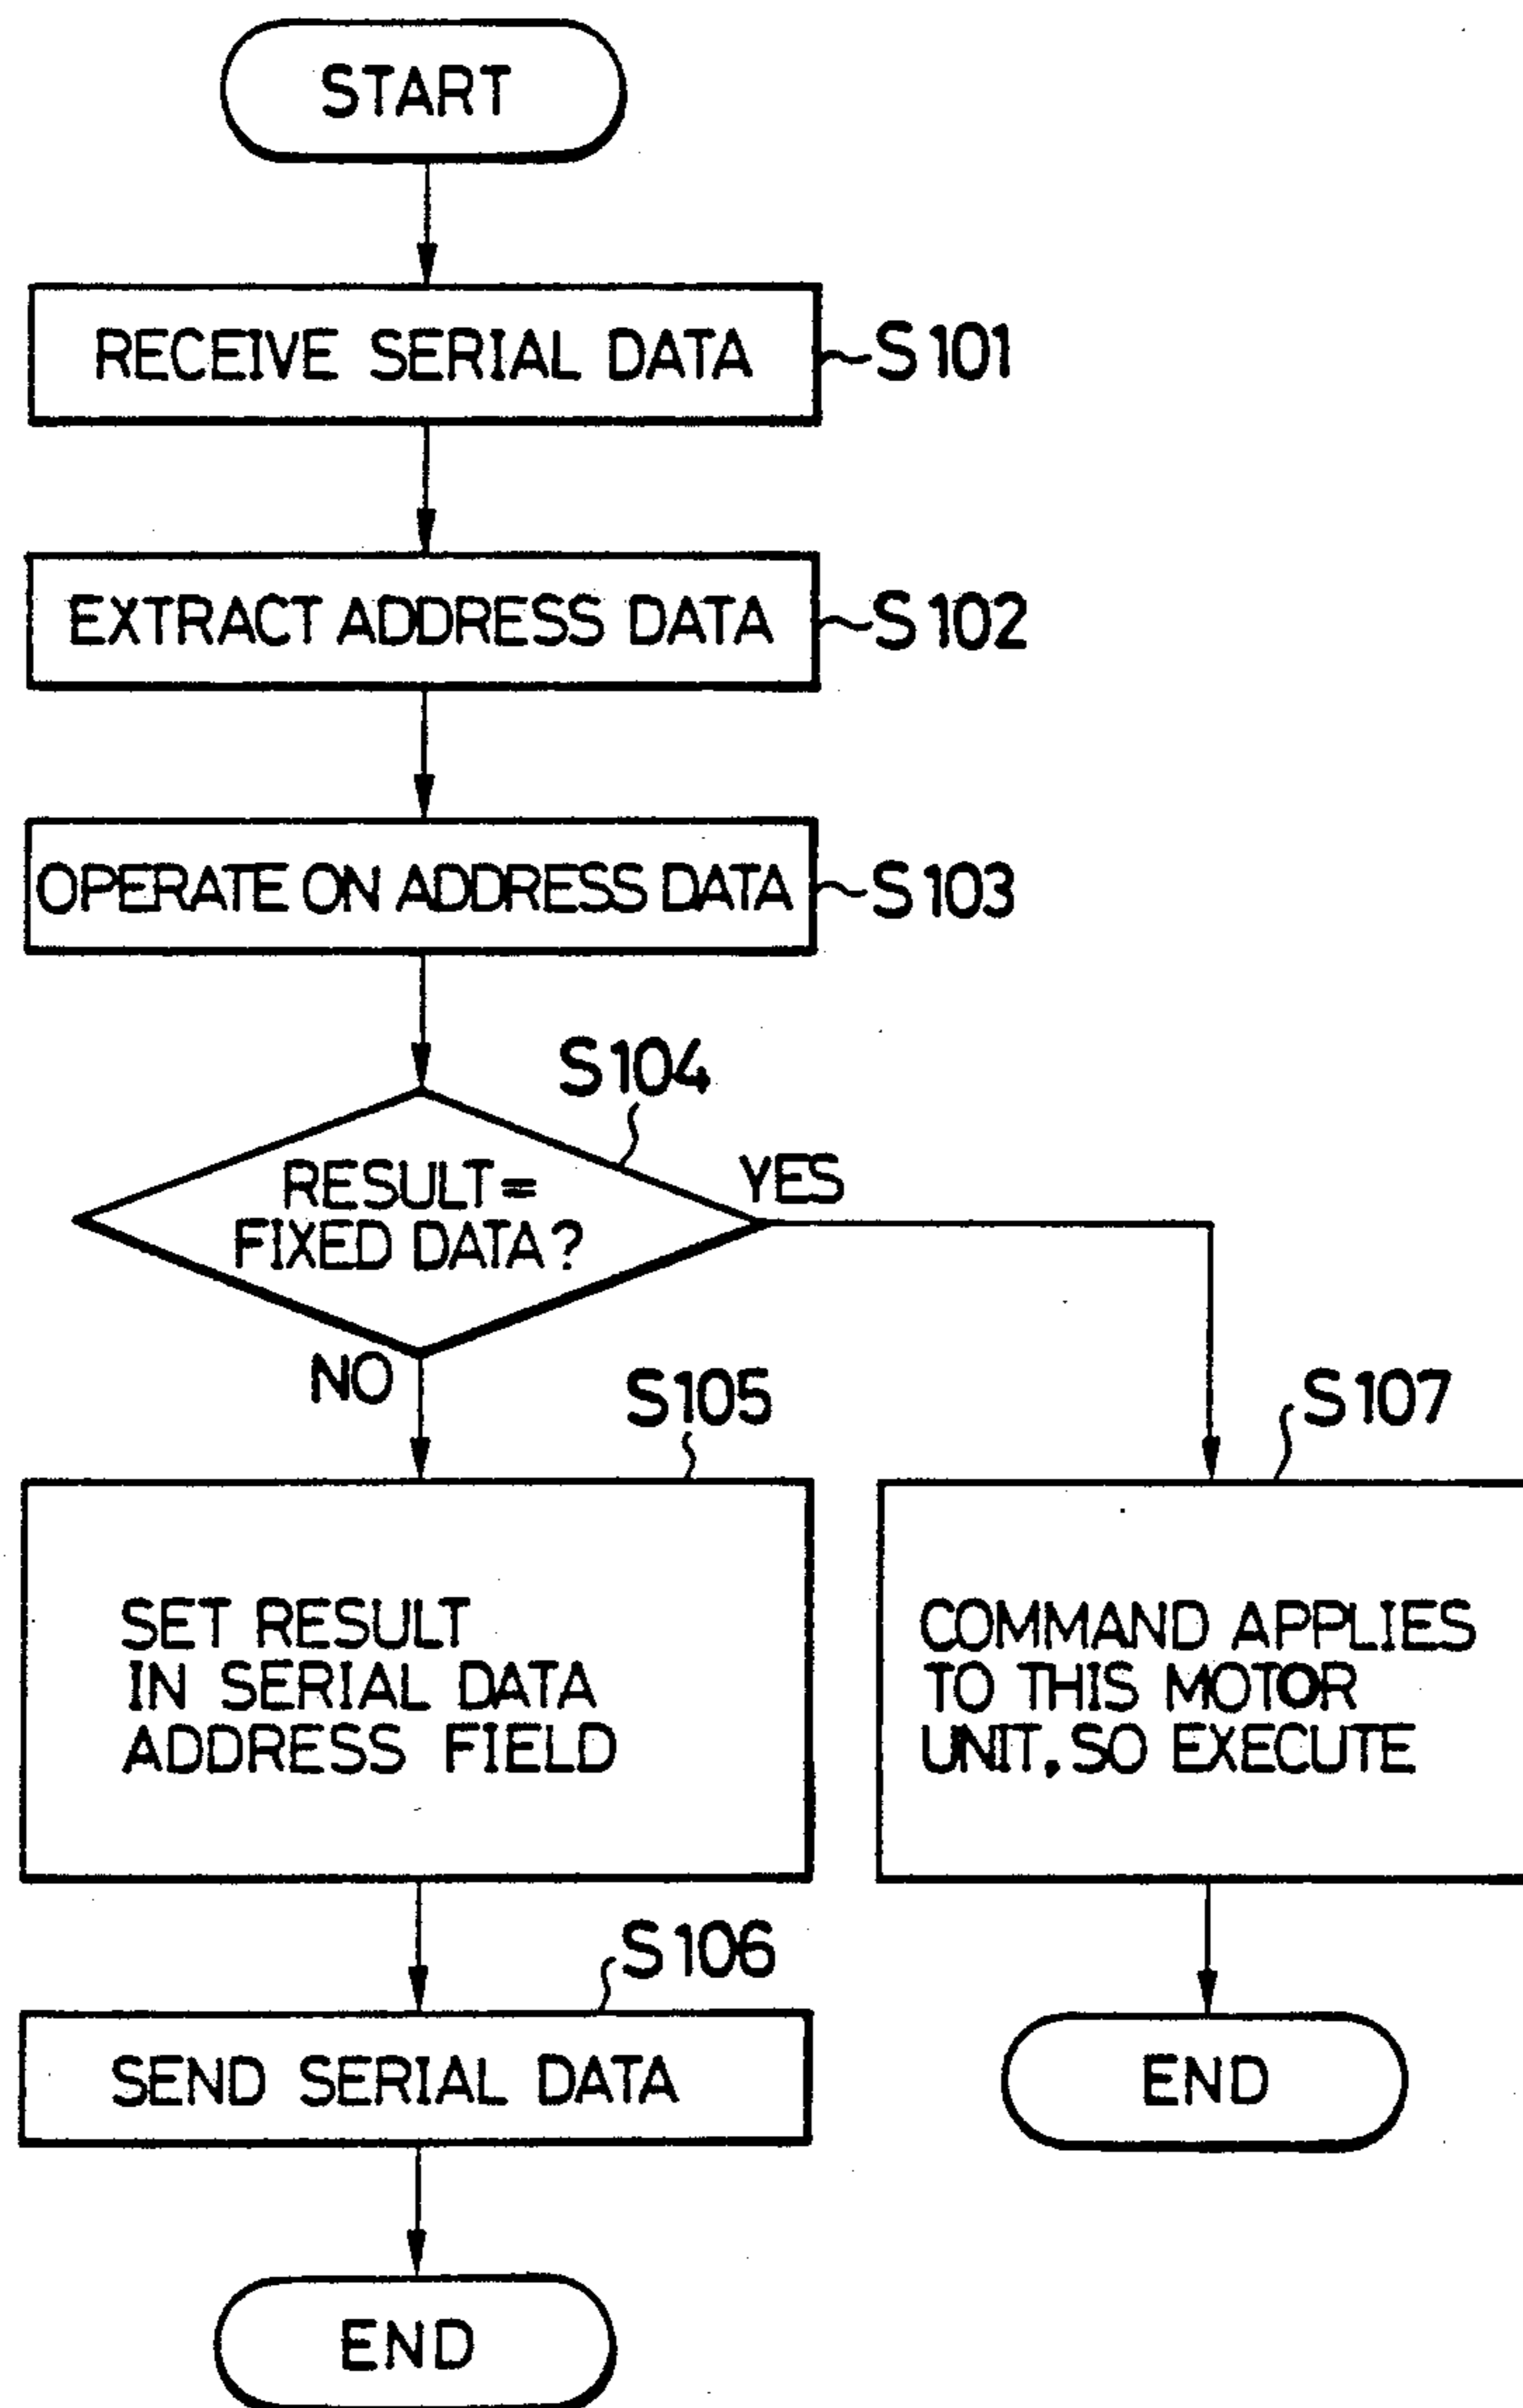 START
RECEIVE SERIAL DATA
S101
EXTRACT ADDRESS DATA
S102
OPERATE ON ADDRESS DATA
S103
S104
RESULT=
FIXED DATA?
YES
NO
S105
SET RESULT
IN SERIAL DATA
ADDRESS FIELD
S107
COMMAND APPLIES
TO THIS MOTOR
UNIT. SO EXECUTE
S106
SEND SERIAL DATA
END
END